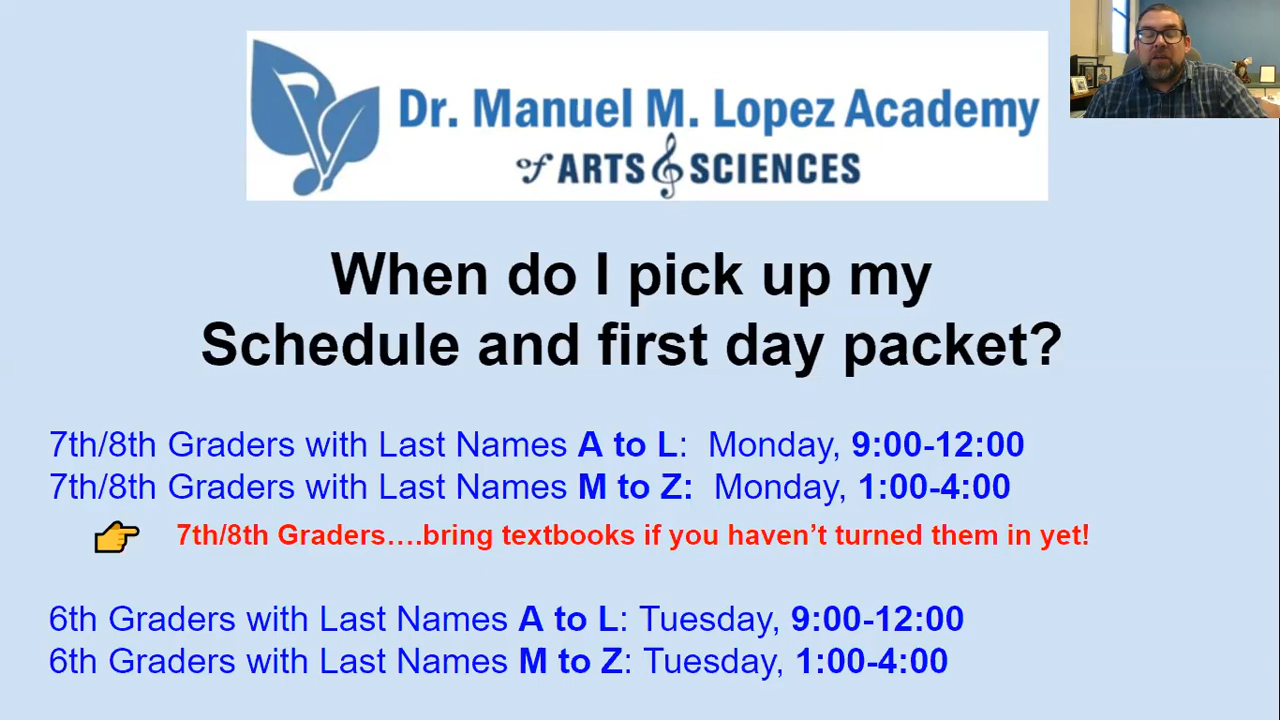 Dr. Manuel M. Lopez Academy
of ARTS & SCIENCES
When do I pick up my
Schedule and first day packet?
7th/8th Graders with Last Names A to L:  Monday, 9:00-12:00
7th/8th Graders with Last Names M to Z:  Monday, 1:00-4:00
7th/8th Graders....bring textbooks if you haven't turned them in yet!
6th Graders with Last Names A to L: Tuesday, 9:00-12:00
6th Graders with Last Names M to Z: Tuesday, 1:00-4:00